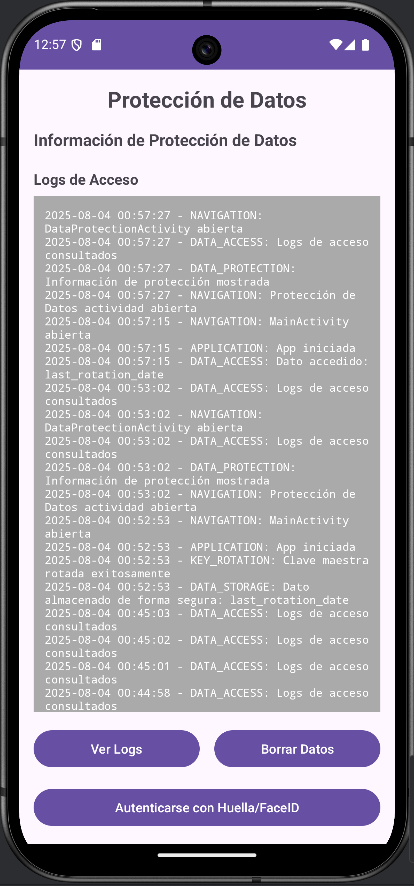 12:57
Protección de Datos
Información de Protección de Datos
Logs de Acceso
2025-08-04 00:57:27 - NAVIGATION:
DataProtectionActivity abierta
2025-08-04 00:57:27 - DATA_ACCESS: Logs de acceso
consultados
2025-08-04 00:57:27 - DATA_PROTECTION:
Información de protección mostrada
2025-08-04 00:57:27 - NAVIGATION: Protección de
Datos actividad abierta
2025-08-04 00:57:15 - NAVIGATION: MainActivity
abierta
2025-08-04 00:57:15 - APPLICATION: App iniciada
2025-08-04 00:57:15 - DATA_ACCESS: Dato accedido:
last_rotation_date
2025-08-04 00:53:02 - DATA_ACCESS: Logs de acceso
consultados
2025-08-04 00:53:02 - NAVIGATION:
DataProtectionActivity abierta
2025-08-04 00:53:02 - DATA_ACCESS: Logs de acceso
consultados
2025-08-04 00:53:02 - DATA_PROTECTION:
Información de protección mostrada
2025-08-04 00:53:02 - NAVIGATION: Protección de
Datos actividad abierta
2025-08-04 00:52:53 - NAVIGATION: MainActivity
abierta
2025-08-04 00:52:53 - APPLICATION: App iniciada
2025-08-04 00:52:53 - KEY_ROTATION: Clave maestra
rotada exitosamente
2025-08-04 00:52:53 - DATA_STORAGE: Dato
almacenado de forma segura: last_rotation_date
2025-08-04 00:45:03 - DATA_ACCESS: Logs de acceso
consultados
2025-08-04 00:45:02 - DATA_ACCESS: Logs de acceso
consultados
2025-08-04 00:45:01 - DATA_ACCESS: Logs de acceso
consultados
2025-08-04 00:44:58 - DATA_ACCESS: Logs de acceso
consultados
Ver Logs
Borrar Datos
Autenticarse con Huella/FaceID